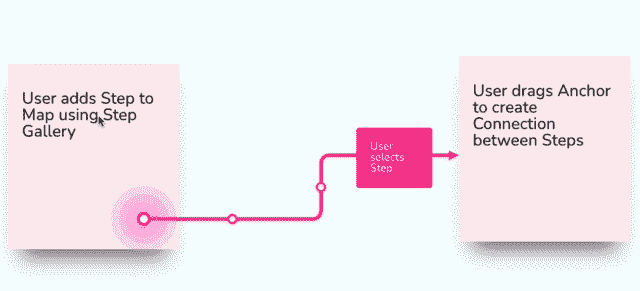 User adds Step to
Map using Step
Gallery
User
selects
Step
User drags Anchor
to create
Connection
between Steps